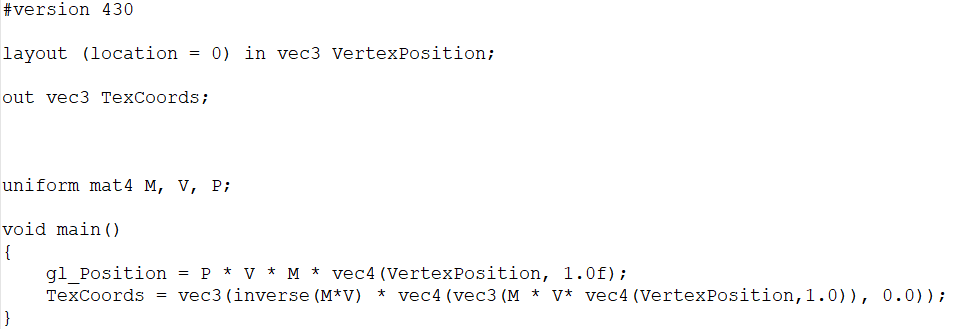 #version 430
layout (location = 0) in vec3 VertexPosition;
out vec3 TexCoords;
uniform mat4 M, V, P;
void main()
{
    gl_Position = P * V * M * vec4(VertexPosition, 1.0f);
    TexCoords = vec3(inverse(M*V) * vec4(vec3(M * V* vec4(VertexPosition,1.0)), 0.0));
}